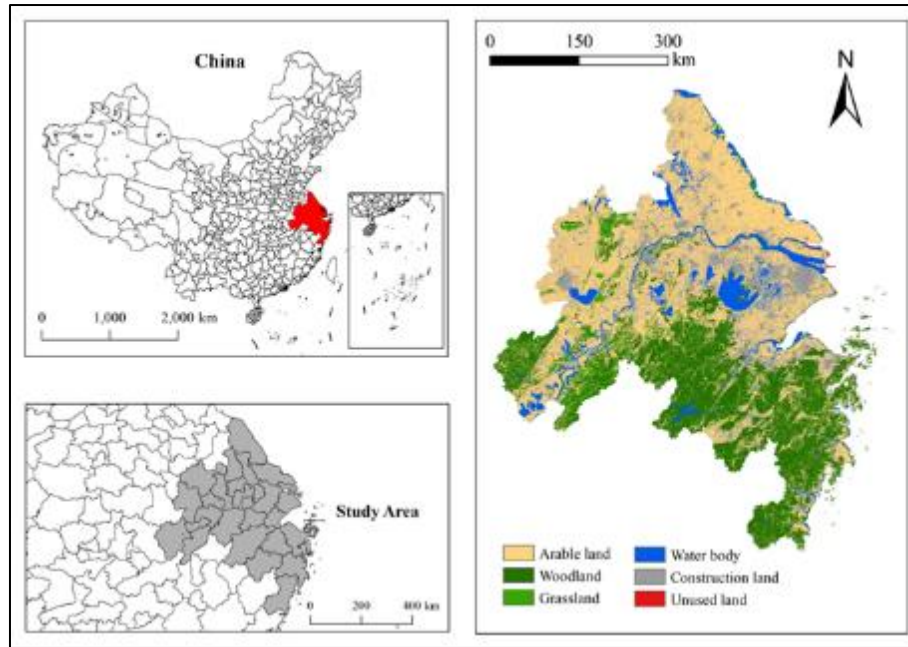 China
0 1,000 2,000 km
Study Area
0 200 400 km
0 150 300
km
N
Arable land
Woodland
Grassland
Water body
Construction land
Unused land